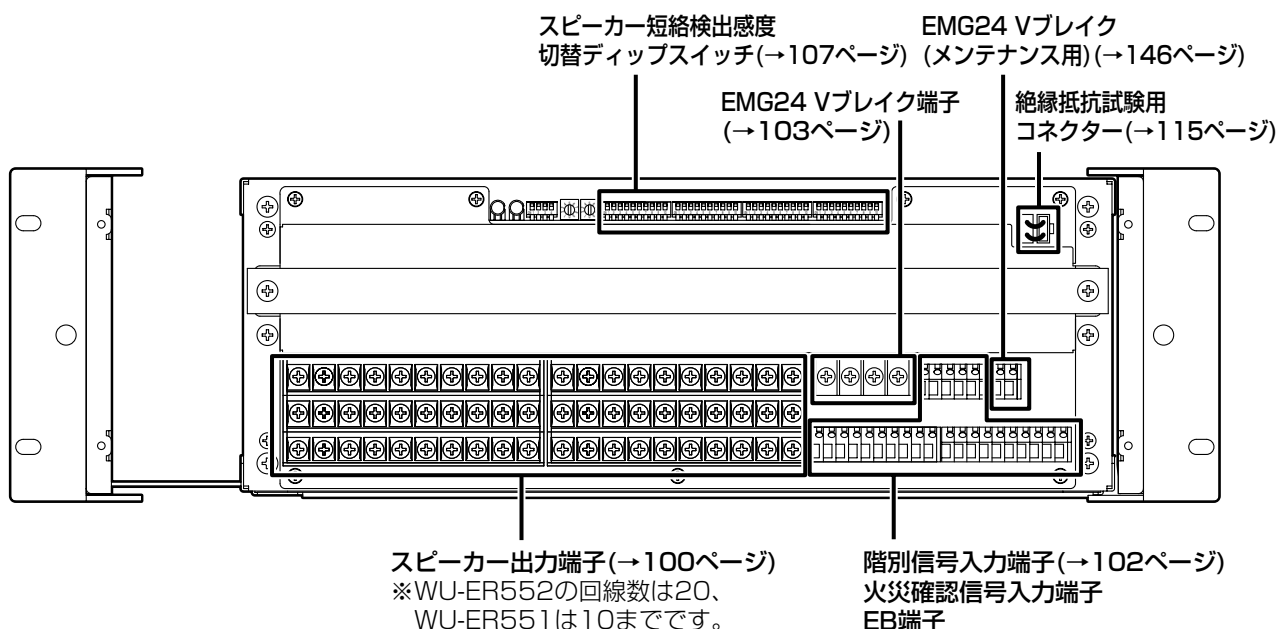 スピーカー短絡検出感度
切替ディップスイッチ(→107ページ)
EMG24 Vブレイク
(メンテナンス用)(→146ページ)
EMG24 Vブレイク端子
(→103ページ)
絶縁抵抗試験用
コネクター(→115ページ)
スピーカー出力端子(→100ページ)
※WU-ER552の回線数は20、
WU-ER551は10までです。
階別信号入力端子(→102ページ)
火災確認信号入力端子
EB端子